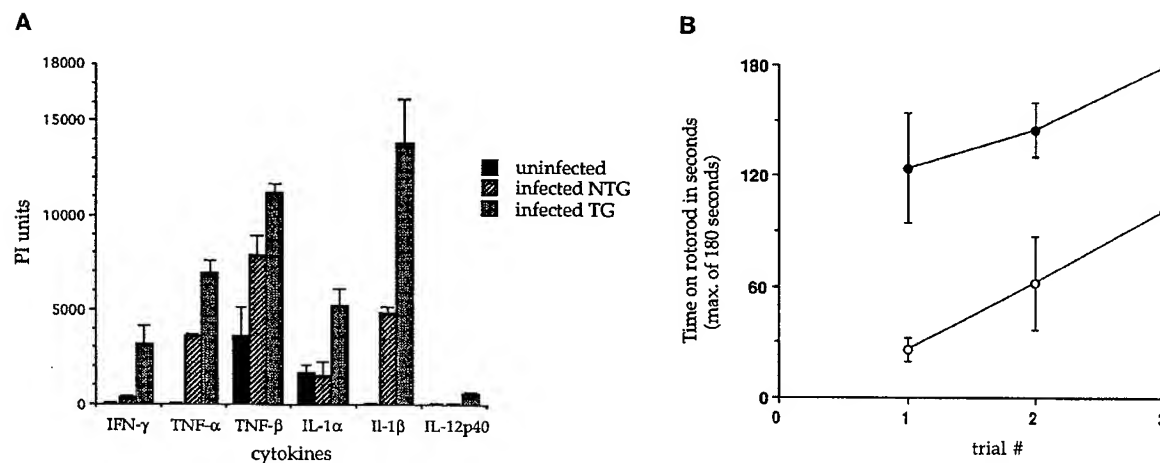 A
18000
15000
10000
5000
0
PI units
IFN-γ TNF-α TNF-β IL-1α Il-1β IL-12p40
cytokines
uninfected
infected NTG
infected TG
B
180
120
60
0
Time on rotorod in seconds
(max. of 180 seconds)
0 1 2 3
trial #